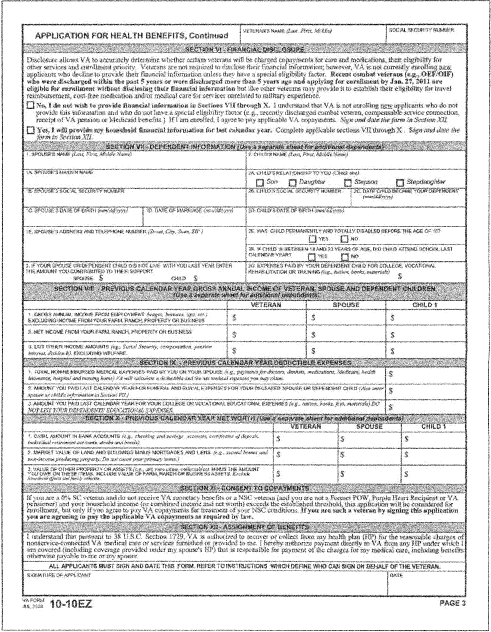 APPLICATION FOR HEALTH BENEFITS, Continued
VETERAN'S NAME (Last, First, Middle)
SOCIAL SECURITY NUMBER
SECTION VI - FINANCIAL DISCLOSURE
Disclosure allows VA to accurately determine whether certain veterans will be charged copayments for care and medications, their eligibility for
other services and enrollment priority. Veterans are not required to disclose their financial information; however, VA is not currently enrolling new
applicants who decline to provide their financial information unless they have a special eligibility factor. Recent combat veterans (e.g., OEF/OIF)
who were discharged within the past 5 years or were discharged more than 5 years ago and applying for enrollment by Jan. 27, 2011 are
eligible for enrollment without disclosing their financial information but like other veterans may provide it to establish their eligibility for travel
reimbursement, cost-free medication and/or medical care for services unrelated to military experience.
No, I do not wish to provide financial information in Sections VII through X. I understand that VA is not enrolling new applicants who do not
provide this information and who do not have a special eligibility factor (e.g., recently discharged combat veteran, compensable service connection,
receipt of VA pension or Medicaid benefits.) If I am enrolled, I agree to pay applicable VA copayments. Sign and date the form in Section XII.
Yes, I will provide my household financial information for last calendar year. Complete applicable sections VII through X. Sign and date the
form in Section XII.
SECTION VII - DEPENDENT INFORMATION (Use a separate sheet for additional dependents)
1. SPOUSE'S NAME (Last, First, Middle Name)
2. CHILD'S NAME (Last, First, Middle Name)
1A. SPOUSE'S MAIDEN NAME
2A. CHILD'S RELATIONSHIP TO YOU (Check one)
Son Daughter Stepson Stepdaughter
1B. SPOUSE'S SOCIAL SECURITY NUMBER
2B. CHILD'S SOCIAL SECURITY NUMBER
2C. DATE CHILD BECAME YOUR DEPENDENT
(mm/dd/yyyy)
1C. SPOUSE'S DATE OF BIRTH (mm/dd/yyyy)
1D. DATE OF MARRIAGE (mm/dd/yyyy)
2D. CHILD'S DATE OF BIRTH (mm/dd/yyyy)
1E. SPOUSE'S ADDRESS AND TELEPHONE NUMBER (Street, City, State, ZIP)
2E. WAS CHILD PERMANENTLY AND TOTALLY DISABLED BEFORE THE AGE OF 18?
YES NO
2F. IF CHILD IS BETWEEN 18 AND 23 YEARS OF AGE, DID CHILD ATTEND SCHOOL LAST
CALENDAR YEAR? YES NO
3. IF YOUR SPOUSE OR DEPENDENT CHILD DID NOT LIVE WITH YOU LAST YEAR ENTER
THE AMOUNT YOU CONTRIBUTED TO THEIR SUPPORT
SPOUSE $ CHILD $
2G. EXPENSES PAID BY YOUR DEPENDENT CHILD FOR COLLEGE, VOCATIONAL
REHABILITATION OR TRAINING (e.g., tuition, books, materials)
$
SECTION VIII - PREVIOUS CALENDAR YEAR GROSS ANNUAL INCOME OF VETERAN, SPOUSE AND DEPENDENT CHILDREN
(Use a separate sheet for additional dependents)
VETERAN SPOUSE CHILD 1
1. GROSS ANNUAL INCOME FROM EMPLOYMENT (wages, bonuses, tips, etc.)
EXCLUDING INCOME FROM YOUR FARM, RANCH, PROPERTY OR BUSINESS
$ $ $
2. NET INCOME FROM YOUR FARM, RANCH, PROPERTY OR BUSINESS
$ $ $
3. LIST OTHER INCOME AMOUNTS (e.g., Social Security, compensation, pension
interest, dividends). EXCLUDING WELFARE.
$ $ $
SECTION IX - PREVIOUS CALENDAR YEAR DEDUCTIBLE EXPENSES
1. TOTAL NON-REIMBURSED MEDICAL EXPENSES PAID BY YOU OR YOUR SPOUSE (e.g., payments for doctors, dentists, medications, Medicare, health
insurance, hospital and nursing home) VA will calculate a deductible and the net medical expenses you may claim.
$
2. AMOUNT YOU PAID LAST CALENDAR YEAR FOR FUNERAL AND BURIAL EXPENSES FOR YOUR DECEASED SPOUSE OR DEPENDENT CHILD (Also enter
spouse or child's information in Section VII.)
$
3. AMOUNT YOU PAID LAST CALENDAR YEAR FOR YOUR COLLEGE OR VOCATIONAL EDUCATIONAL EXPENSES (e.g., tuition, books, fees, materials) DO
NOT LIST YOUR DEPENDENTS' EDUCATIONAL EXPENSES.
$
SECTION X - PREVIOUS CALENDAR YEAR NET WORTH (Use a separate sheet for additional dependents)
VETERAN SPOUSE CHILD 1
1. CASH, AMOUNT IN BANK ACCOUNTS (e.g., checking and savings accounts, certificates of deposit,
individual retirement accounts, stocks and bonds)
$ $ $
2. MARKET VALUE OF LAND AND BUILDINGS MINUS MORTGAGES AND LIENS (e.g., second homes and
non-income producing property. Do not count your primary home.)
$ $ $
3. VALUE OF OTHER PROPERTY OR ASSETS (e.g., art, rare coins, collectables) MINUS THE AMOUNT
YOU OWE ON THESE ITEMS. INCLUDE VALUE OF FARM, RANCH OR BUSINESS ASSETS. Exclude
household effects and family vehicles.
$ $ $
SECTION XI - CONSENT TO COPAYMENTS
If you are a 0% SC veteran and do not receive VA monetary benefits or a NSC veteran (and you are not a Former POW, Purple Heart Recipient or VA
pensioner) and your household income (or combined income and net worth) exceeds the established threshold, this application will be considered for
enrollment, but only if you agree to pay VA copayments for treatment of your NSC conditions. If you are such a veteran by signing this application
you are agreeing to pay the applicable VA copayment as required by law.
SECTION XII - ASSIGNMENT OF BENEFITS
I understand that pursuant to 38 U.S.C. Section 1729, VA is authorized to recover or collect from my health plan (HP) for the reasonable charges of
nonservice-connected VA medical care or services furnished or provided to me. I hereby authorize payment directly to VA from any HP under which I
am covered (including coverage provided under my spouse's HP) that is responsible for payment of the charges for my medical care, including benefits
otherwise payable to me or my spouse.
ALL APPLICANTS MUST SIGN AND DATE THIS FORM. REFER TO INSTRUCTIONS WHICH DEFINE WHO CAN SIGN ON BEHALF OF THE VETERAN.
SIGNATURE OF APPLICANT
DATE
VA FORM
10-10EZ
PAGE 3